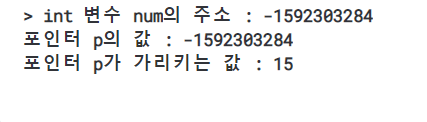 > int 변수 num의 주소 : -1592303284
포인터 p의 값 : -1592303284
포인터 p가 가리키는 값 : 15